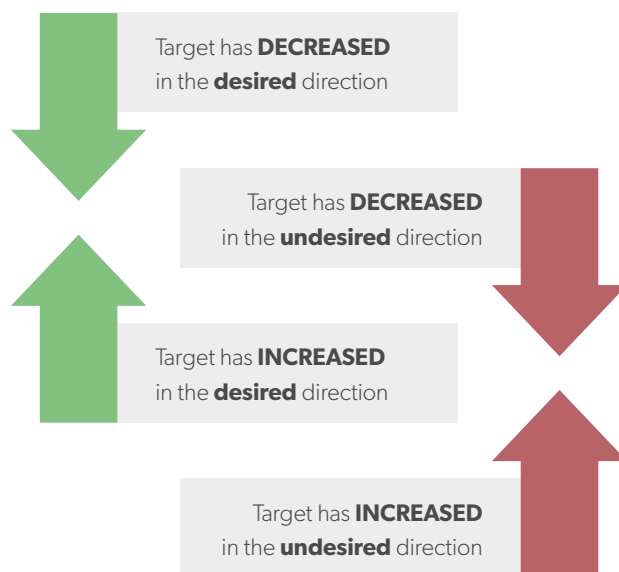 Target has DECREASED
in the desired direction
Target has DECREASED
in the undesired direction
Target has INCREASED
in the desired direction
Target has INCREASED
in the undesired direction